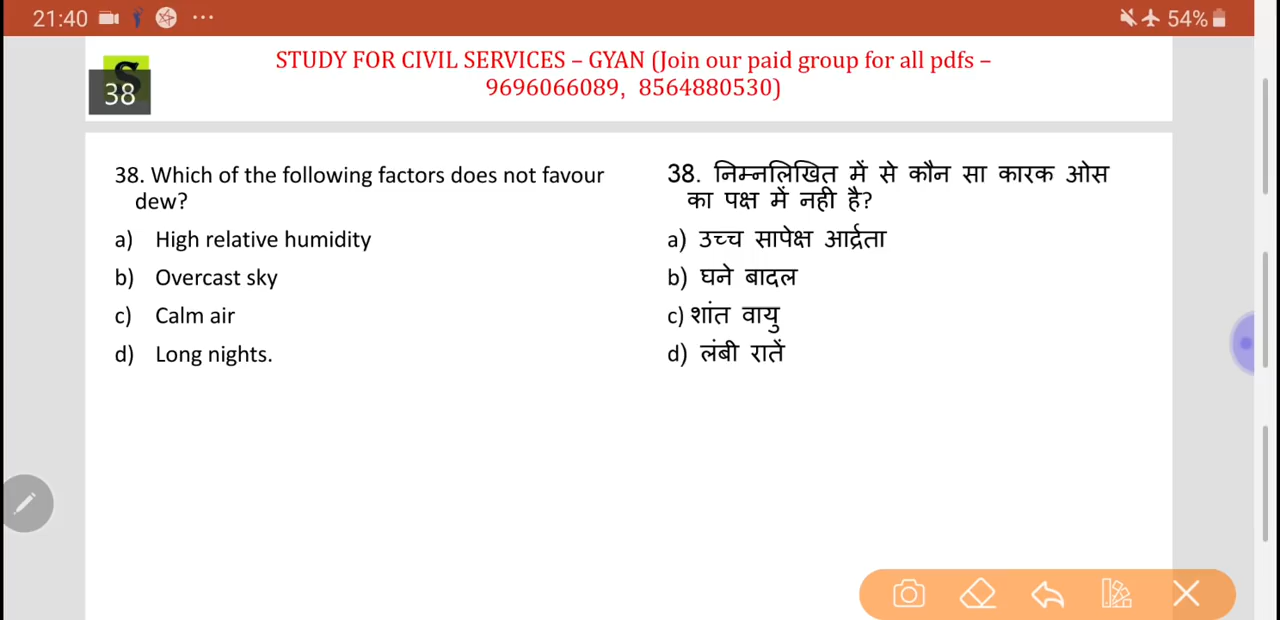 21:40 ... 54%
S
38
STUDY FOR CIVIL SERVICES – GYAN (Join our paid group for all pdfs –
9696066089, 8564880530)
38. Which of the following factors does not favour
dew?
a) High relative humidity
b) Overcast sky
c) Calm air
d) Long nights.
38. निम्नलिखित में से कौन सा कारक ओस
का पक्ष में नही है?
a) उच्च सापेक्ष आर्द्रता
b) घने बादल
c) शांत वायु
d) लंबी रातें